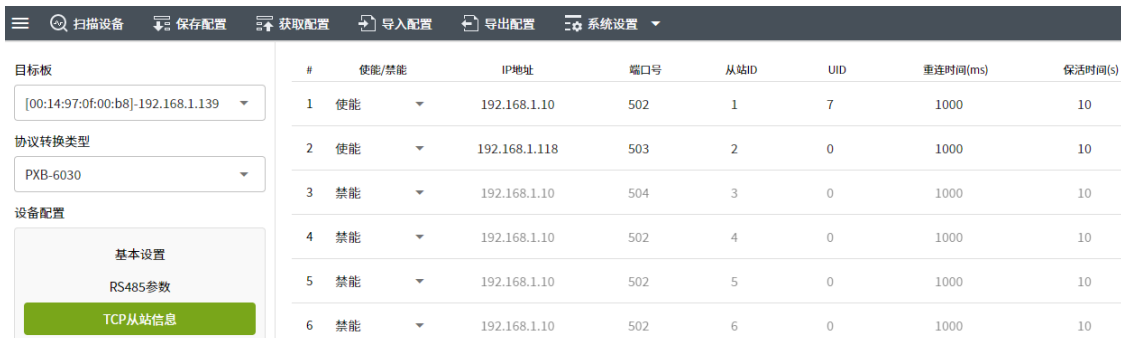 扫描设备 保存配置 获取配置 导入配置 导出配置 系统设置
目标板
[00:14:97:0f:00:b8]-192.168.1.139
协议转换类型
PXB-6030
设备配置
基本设置
RS485参数
TCP从站信息
# 使能/禁能 IP地址 端口号 从站ID UID 重连时间(ms) 保活时间(s)
1 使能 192.168.1.10 502 1 7 1000 10
2 使能 192.168.1.118 503 2 0 1000 10
3 禁能 192.168.1.10 504 3 0 1000 10
4 禁能 192.168.1.10 502 4 0 1000 10
5 禁能 192.168.1.10 502 5 0 1000 10
6 禁能 192.168.1.10 502 6 0 1000 10